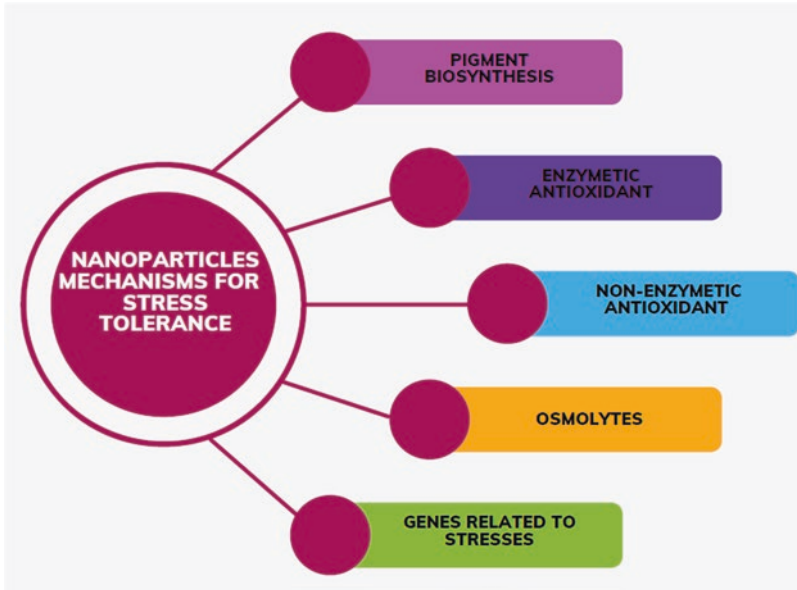 NANOPARTICLES
MECHANISMS FOR
STRESS
TOLERANCE
PIGMENT
BIOSYNTHESIS
ENZYMETIC
ANTIOXIDANT
NON-ENZYMETIC
ANTIOXIDANT
OSMOLYTES
GENES RELATED TO
STRESSES